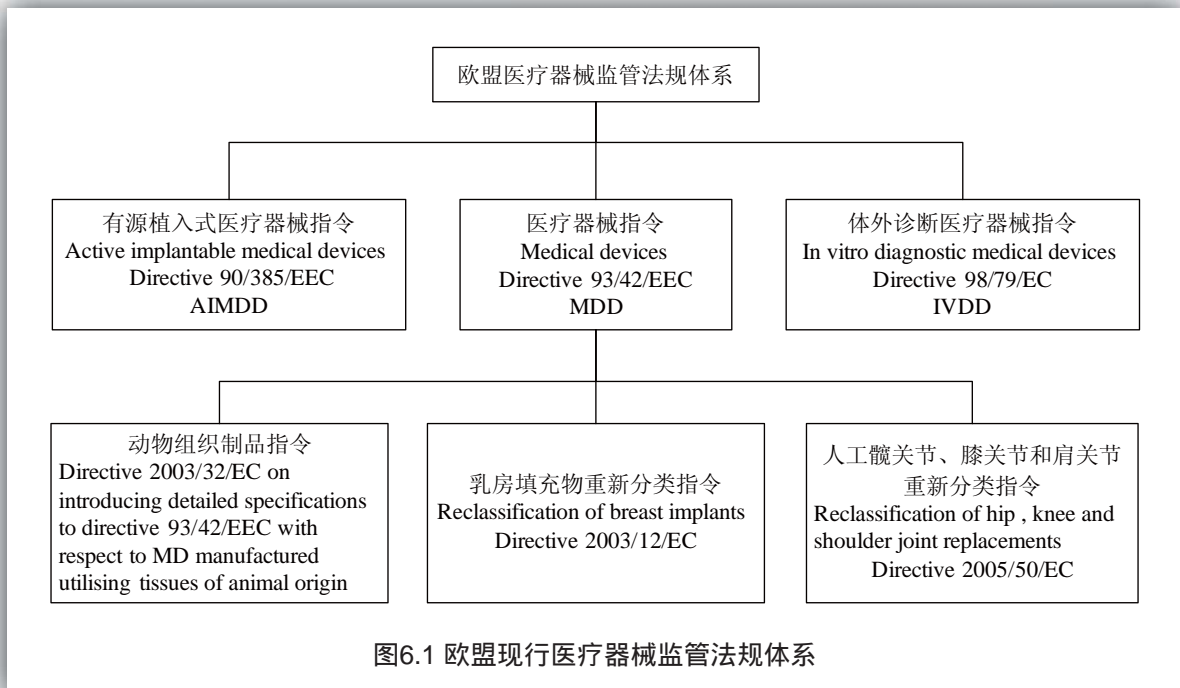 欧盟医疗器械监管法规体系
有源植入式医疗器械指令
Active implantable medical devices
Directive 90/385/EEC
AIMDD
医疗器械指令
Medical devices
Directive 93/42/EEC
MDD
体外诊断医疗器械指令
In vitro diagnostic medical devices
Directive 98/79/EC
IVDD
动物组织制品指令
Directive 2003/32/EC on
introducing detailed specifications
to directive 93/42/EEC with
respect to MD manufactured
utilising tissues of animal origin
乳房填充物重新分类指令
Reclassification of breast implants
Directive 2003/12/EC
人工髋关节、膝关节和肩关节
重新分类指令
Reclassification of hip , knee and
shoulder joint replacements
Directive 2005/50/EC
图6.1 欧盟现行医疗器械监管法规体系